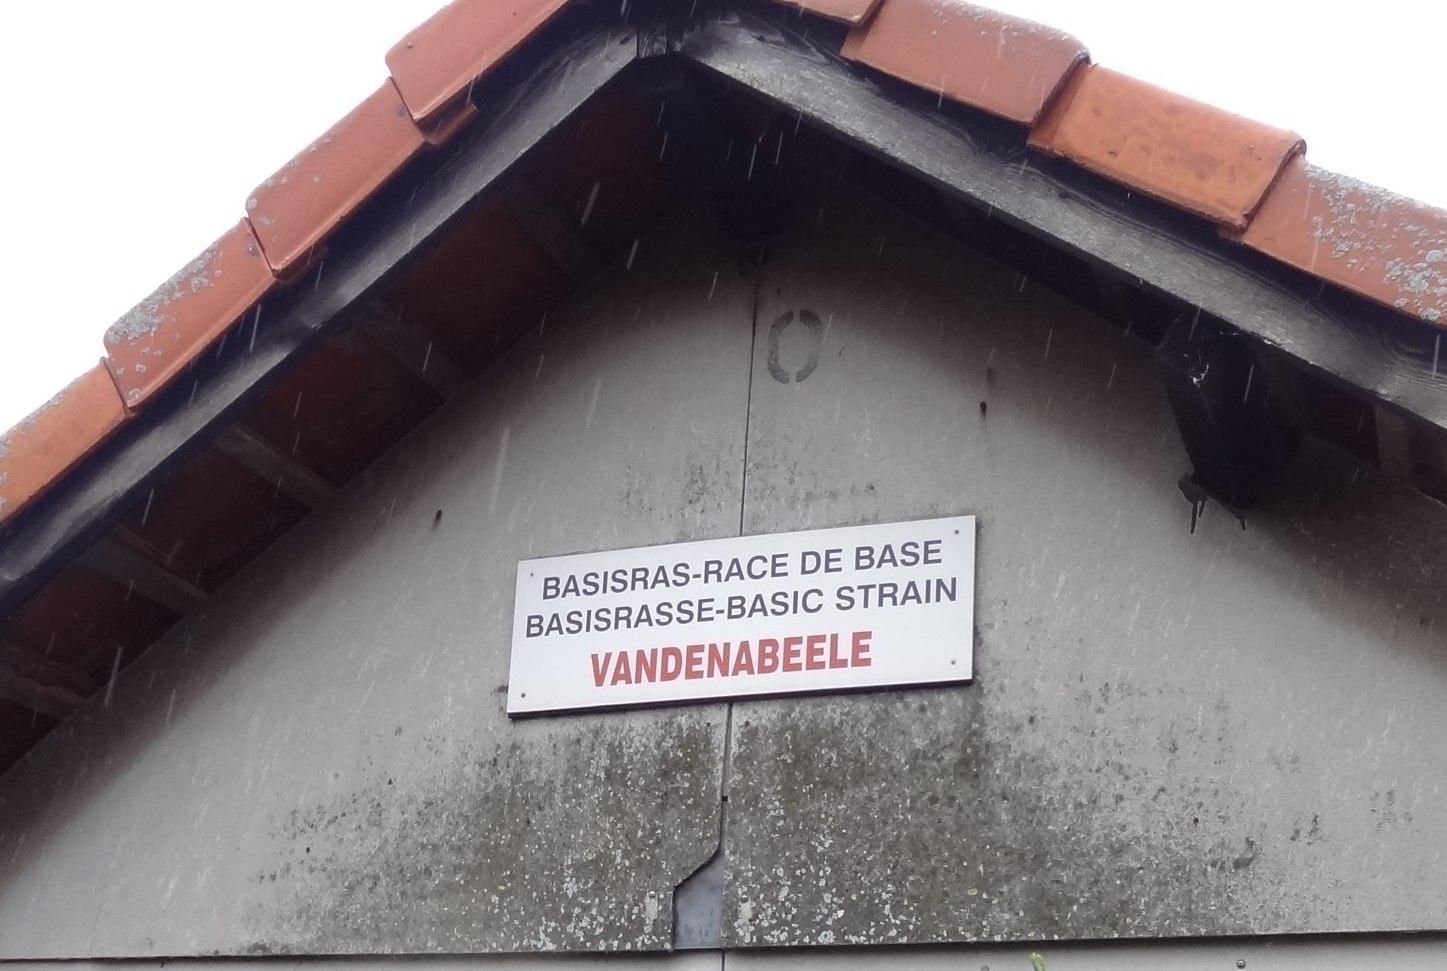 O
BASISRAS-RACE DE BASE
BASISRASSE-BASIC STRAIN
VANDENABEELE